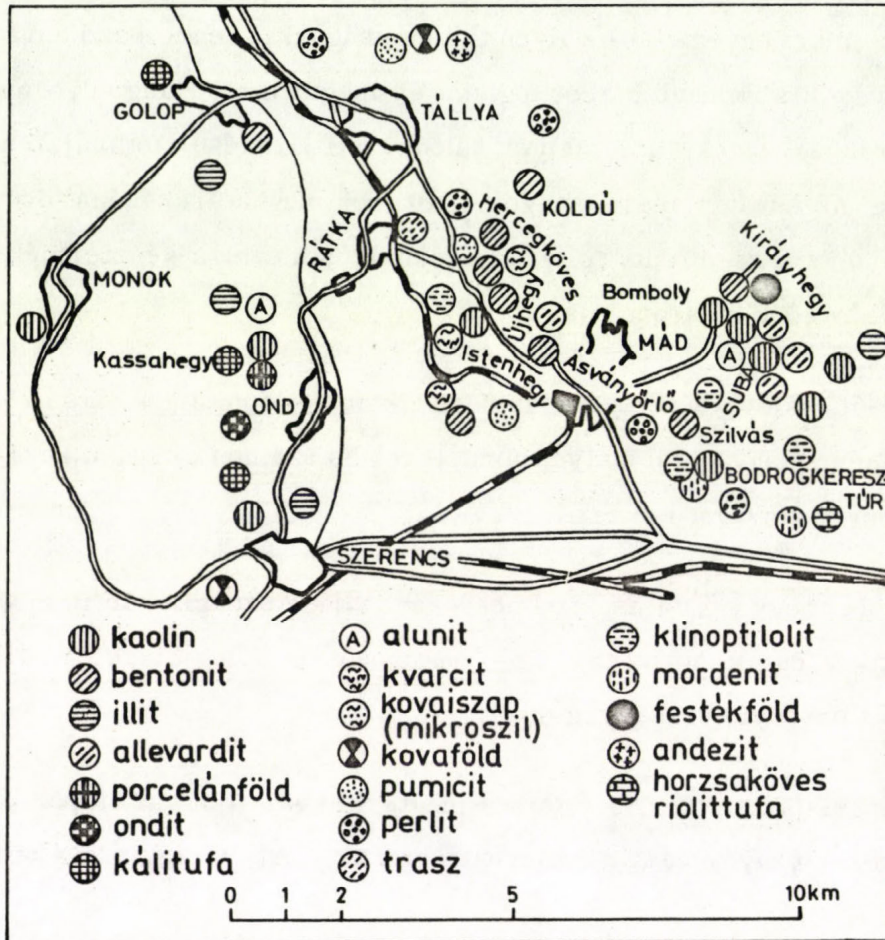 GOLOP
TÁLLYA
RÁTKA
KOLDÚ
Hercegköves
Királyhegy
MONOK
Újhegy
Bomboly
MÁD
Kassahegy
A
A
Istenhegy
Ásványőrlő
SUBA
OND
Szilvás
BODROGKERESZ
TÚR
SZERENCS
kaolin
bentonit
illit
allevardit
porcelánföld
ondit
kálitufa
A alunit
kvarcit
kovaiszap
(mikroszil)
kovaföld
pumicit
perlit
trasz
klinoptilolit
mordenit
festékföld
andezit
horzsaköves
riolittufa
0 1 2 5 10km